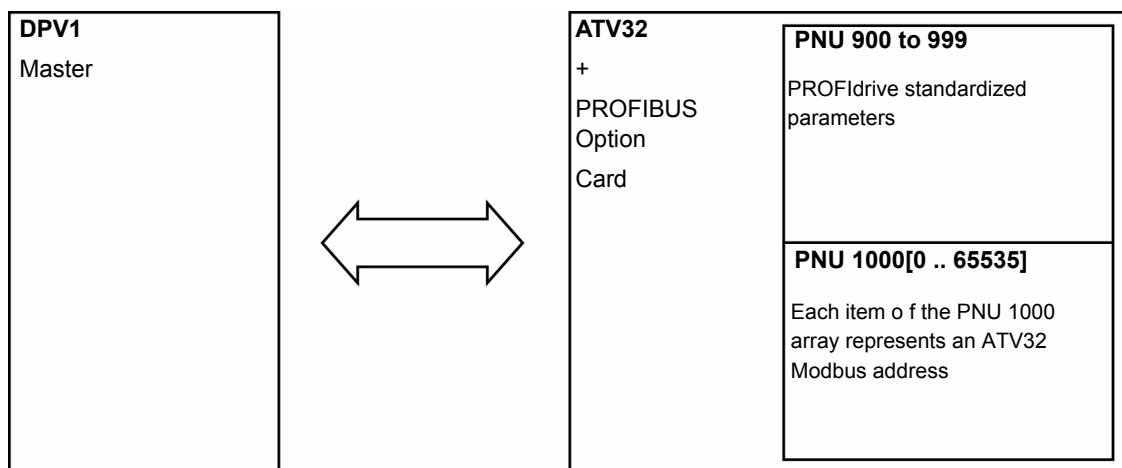 DPV1
Master
ATV32
+
PROFIBUS
Option
Card
PNU 900 to 999
PROFIdrive standardized
parameters
PNU 1000[0 .. 65535]
Each item o f the PNU 1000
array represents an ATV32
Modbus address